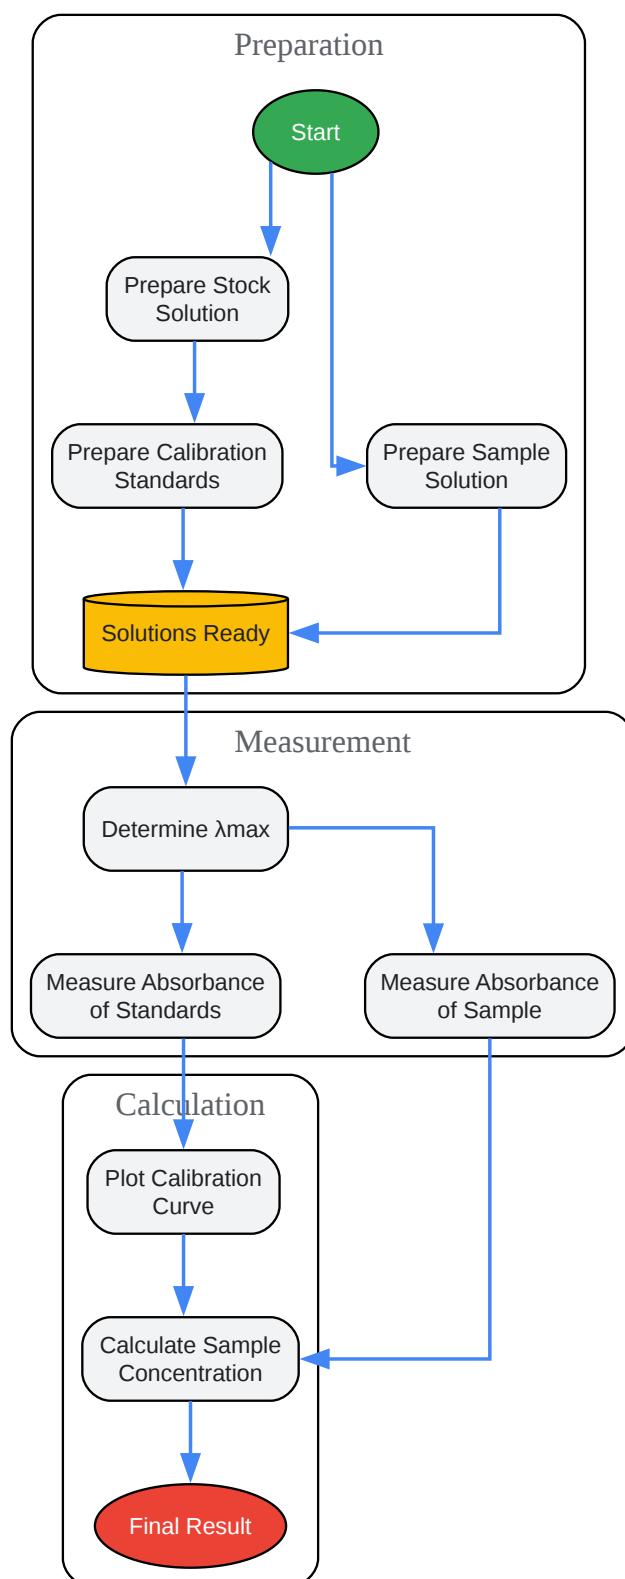 Preparation
Start
Prepare Stock
Solution
Prepare Calibration
Standards
Prepare Sample
Solution
Solutions Ready
Measurement
Determine λmax
Measure Absorbance
of Standards
Measure Absorbance
of Sample
Calculation
Plot Calibration
Curve
Calculate Sample
Concentration
Final Result